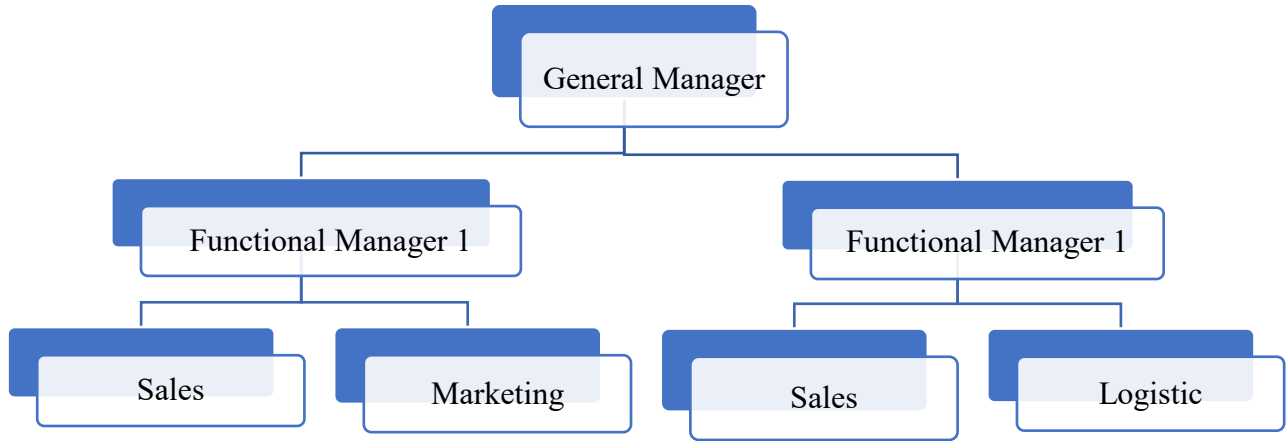 General Manager
Functional Manager 1
Functional Manager 1
Sales
Marketing
Sales
Logistic